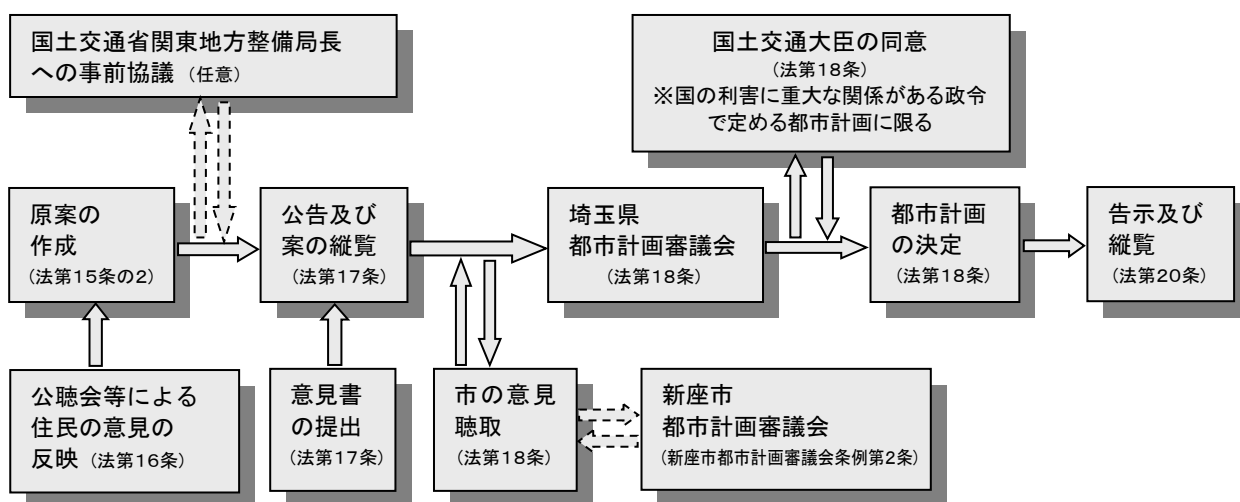 国土交通省関東地方整備局長
への事前協議（任意）
国土交通大臣の同意
（法第18条）
※国の利害に重大な関係がある政令
で定める都市計画に限る
原案の
作成
（法第15条の2）
公告及び
案の縦覧
（法第17条）
埼玉県
都市計画審議会
（法第18条）
都市計画
の決定
（法第18条）
告示及び
縦覧
（法第20条）
公聴会等による
住民の意見の
反映（法第16条）
意見書
の提出
（法第17条）
市の意見
聴取
（法第18条）
新座市
都市計画審議会
（新座市都市計画審議会条例第2条）